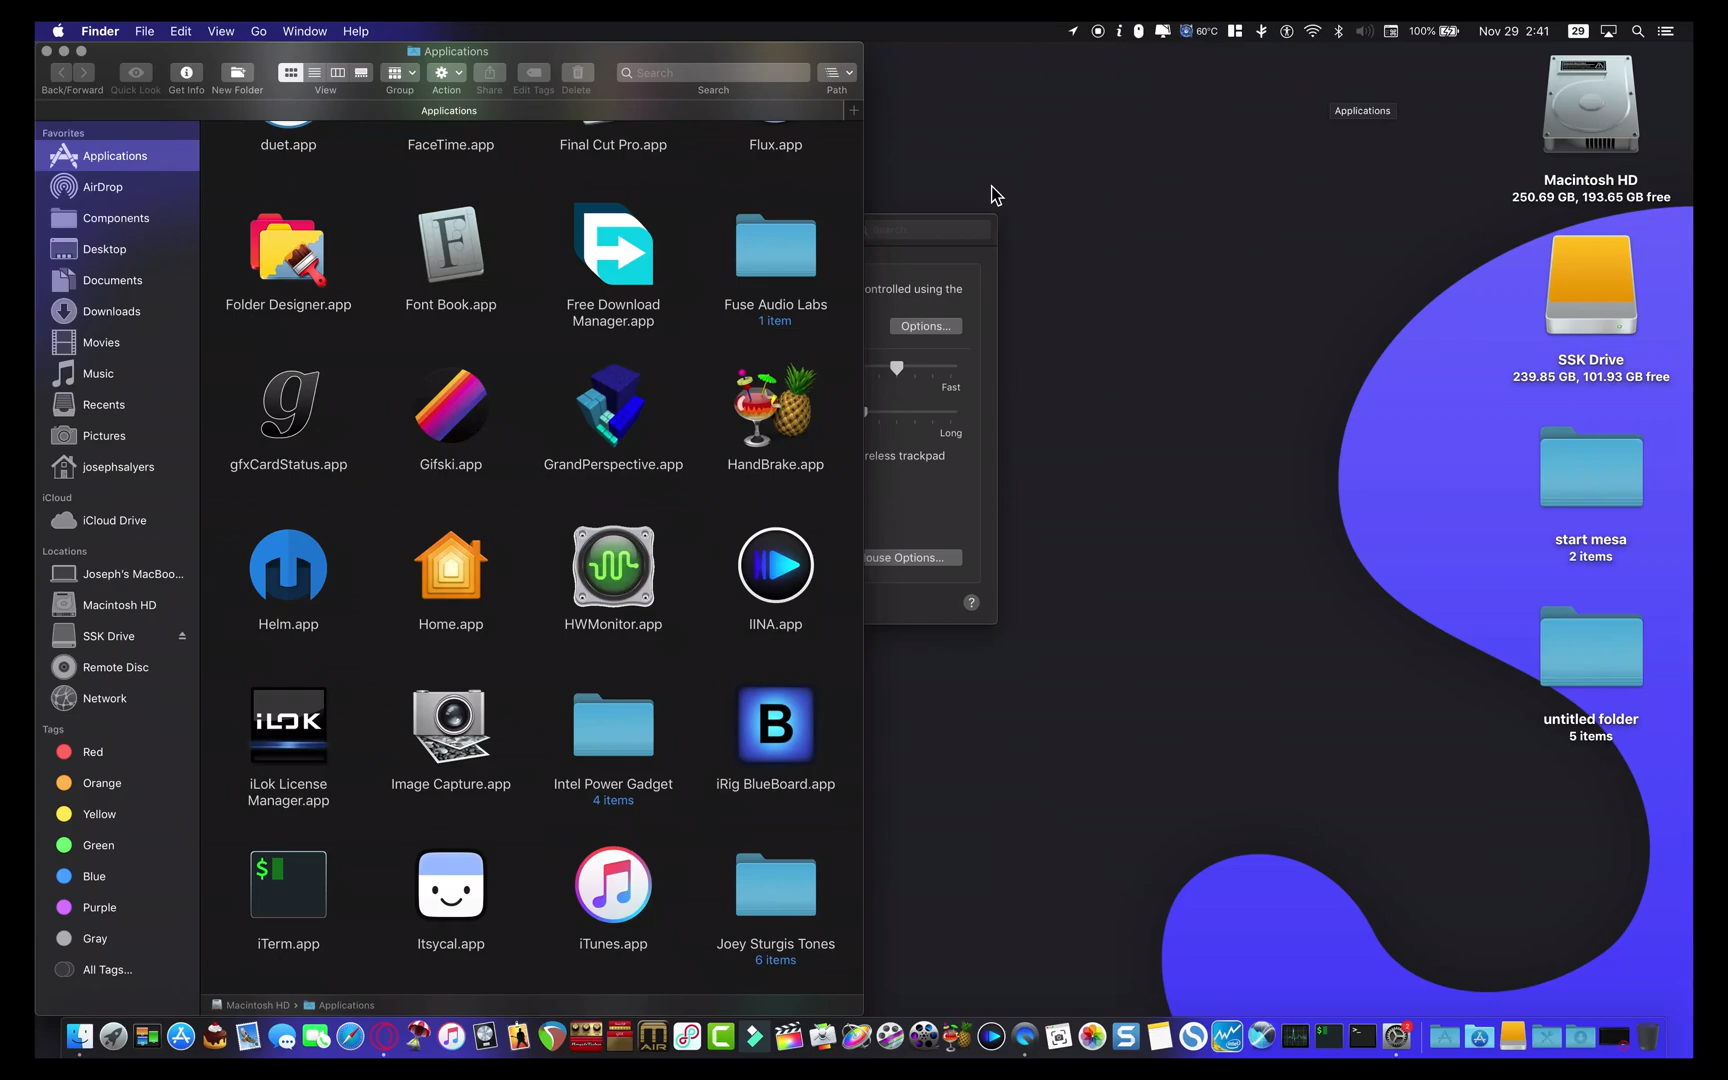 Finder File Edit View Go Window Help
60°C 100% Nov 29 2:41 29
Applications
Back/Forward Quick Look Get Info New Folder View Group Action Share Edit Tags Delete Search Path
Search
Applications
Favorites
Applications
AirDrop
Components
Desktop
Documents
Downloads
Movies
Music
Recents
Pictures
josephsalyers
iCloud
iCloud Drive
Locations
Joseph's MacBoo...
Macintosh HD
SSK Drive
Remote Disc
Network
Tags
Red
Orange
Yellow
Green
Blue
Purple
Gray
All Tags...
duet.app FaceTime.app Final Cut Pro.app Flux.app
Folder Designer.app Font Book.app Free Download Fuse Audio Labs
Manager.app 1 item
gfxCardStatus.app Gifski.app GrandPerspective.app HandBrake.app
Helm.app Home.app HWMonitor.app IINA.app
iLOK
B
iLok License Image Capture.app Intel Power Gadget iRig BlueBoard.app
Manager.app 4 items
$
iTerm.app Itsycal.app iTunes.app Joey Sturgis Tones
6 items
Macintosh HD › Applications
Search
ontrolled using the
Options...
Fast
Long
reless trackpad
ouse Options...
?
Applications
Macintosh HD
250.69 GB, 193.65 GB free
SSK Drive
239.85 GB, 101.93 GB free
start mesa
2 items
untitled folder
5 items